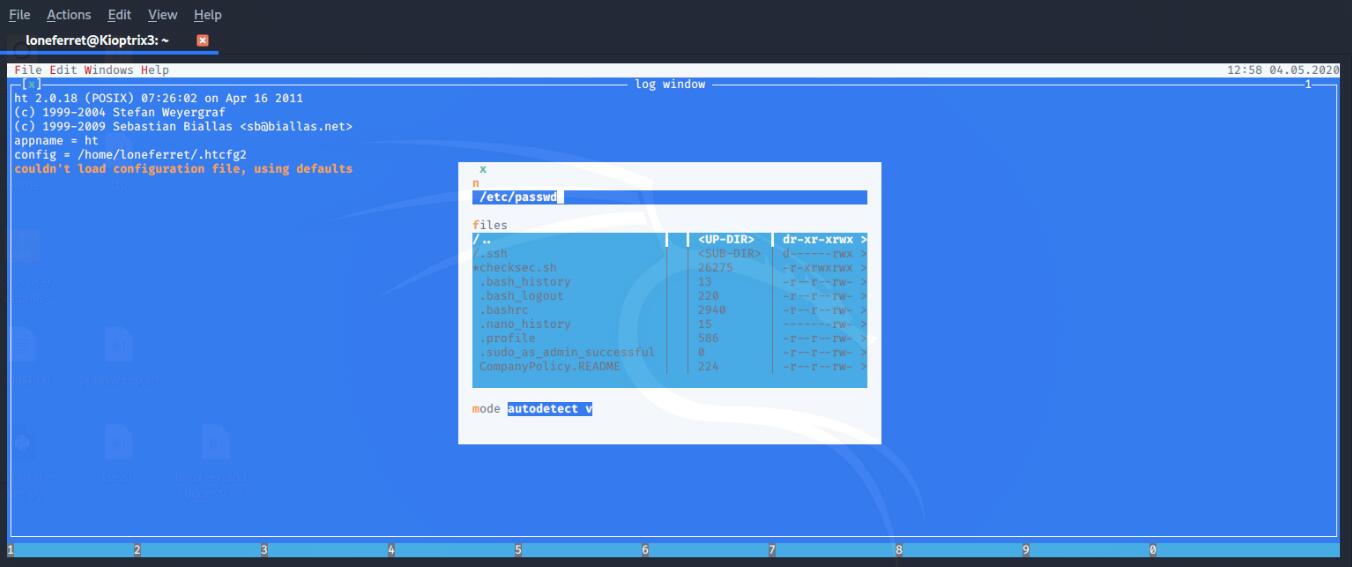 File Actions Edit View Help
loneferret@Kioptrix3: ~
File Edit Windows Help 12:58 04.05.2020
[x] log window 1
ht 2.0.18 (POSIX) 07:26:02 on Apr 16 2011
(c) 1999-2004 Stefan Weyergraf
(c) 1999-2009 Sebastian Biallas <sb@biallas.net>
appname = ht
config = /home/loneferret/.htcfg2
couldn't load configuration file, using defaults
x
n
/etc/passwd
files
/.. <UP-DIR> dr-xr-xrwx >
/.ssh <SUB-DIR> d------rwx >
*checksec.sh 26275 -r-xrwxrwx >
.bash_history 13 -r--r--rw- >
.bash_logout 220 -r--r--rw- >
.bashrc 2940 -r--r--rw- >
.nano_history 15 -------rw- >
.profile 586 -r--r--rw- >
.sudo_as_admin_successful 0 -r--r--rw- >
CompanyPolicy.README 224 -r--r--rw- >
mode autodetect v
1 2 3 4 5 6 7 8 9 0